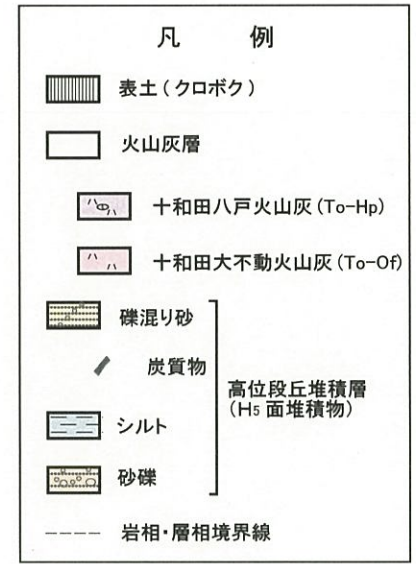 凡 例
表土(クロボク)
火山灰層
十和田八戸火山灰(To-Hp)
十和田大不動火山灰(To-Of)
礫混り砂
炭質物
高位段丘堆積層
(H5 面堆積物)
シルト
砂礫
岩相・層相境界線